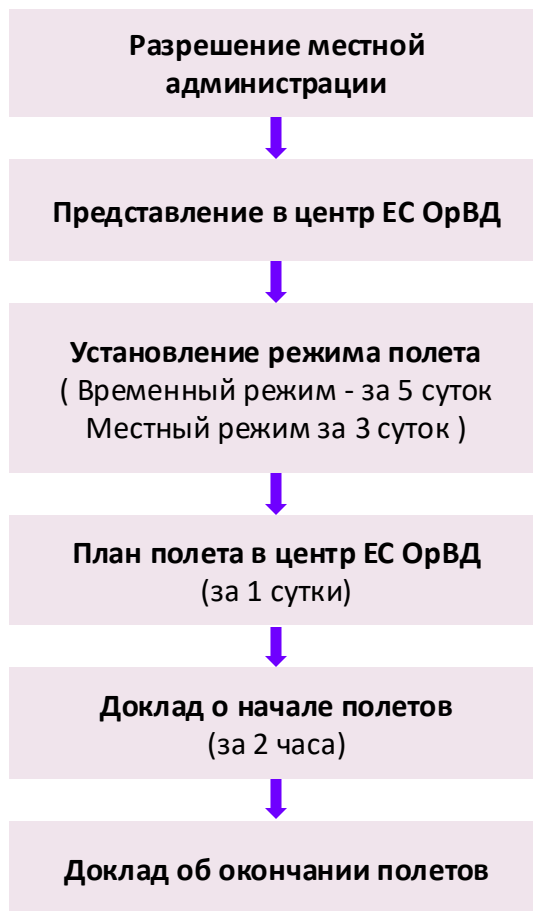 Разрешение местной
администрации
Представление в центр ЕС ОрВД
Установление режима полета
( Временный режим - за 5 суток
Местный режим за 3 суток )
План полета в центр ЕС ОрВД
(за 1 сутки)
Доклад о начале полетов
(за 2 часа)
Доклад об окончании полетов